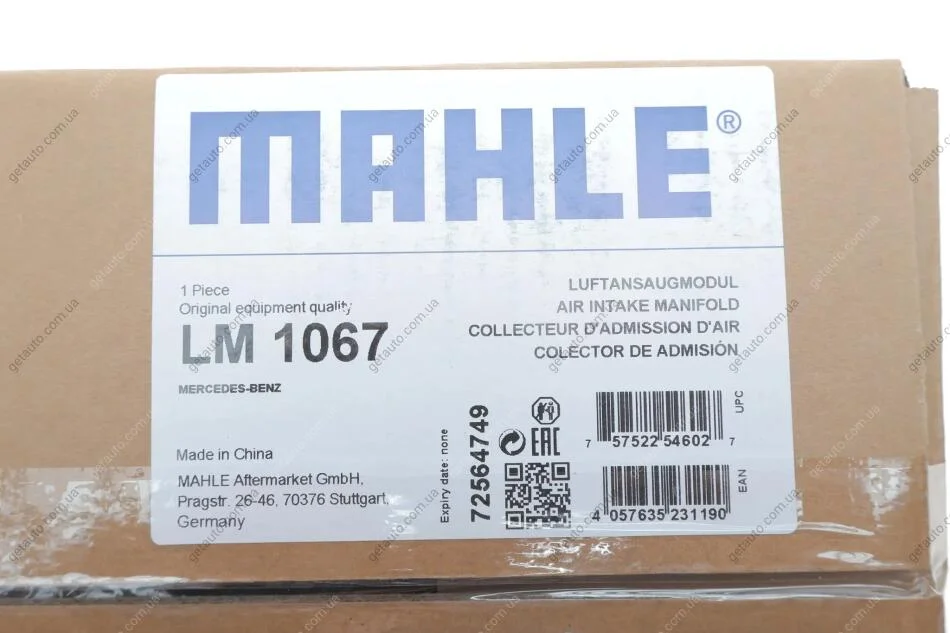 MAHLE®
1 Piece
Original equipment quality
LM 1067
MERCEDES-BENZ
LUFTANSAUGMODUL
AIR INTAKE MANIFOLD
COLLECTEUR D'ADMISSION D'AIR
COLECTOR DE ADMISIÓN
Made in China
MAHLE Aftermarket GmbH,
Pragstr. 26-46, 70376 Stuttgart,
Germany
Expiry date: none
72564749
EAC
UPC
7 57522 54602 7
EAN
4 057635 231190
getauto.com.ua